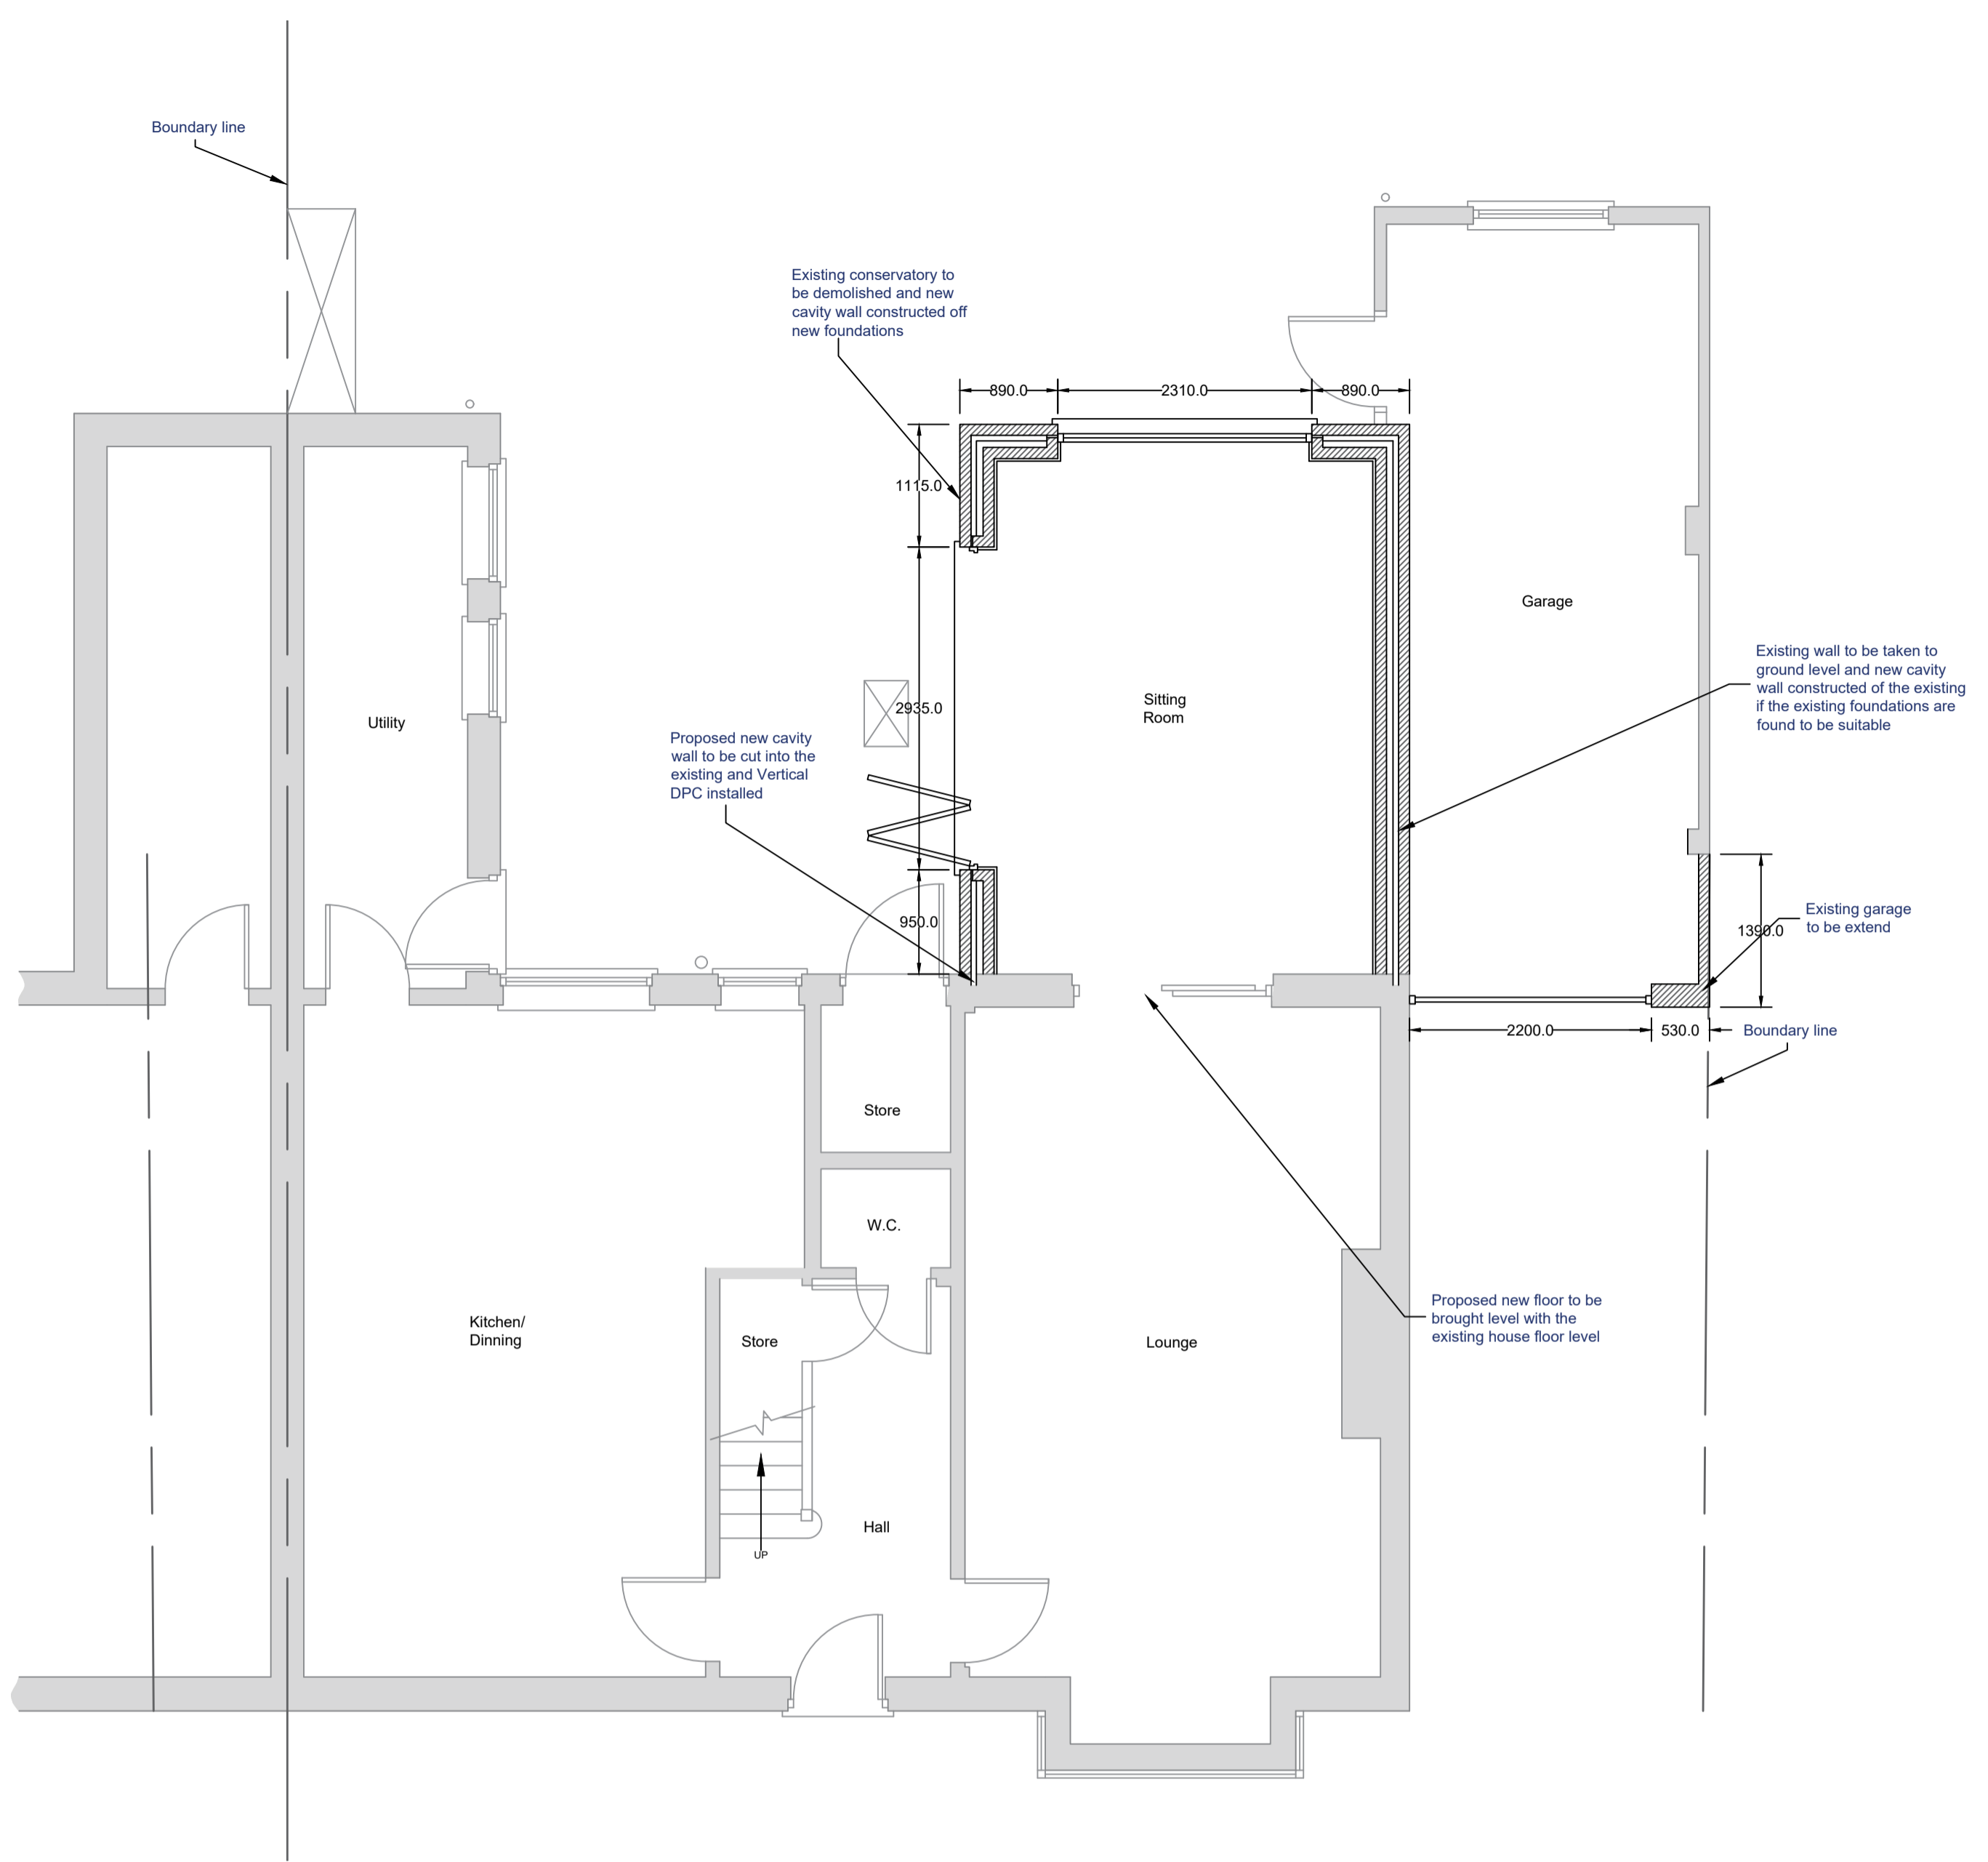 Boundary line
Existing conservatory to
be demolished and new
cavity wall constructed off
new foundations
890.0
2310.0
890.0
1115.0
Garage
Existing wall to be taken to
ground level and new cavity
wall constructed of the existing
if the existing foundations are
found to be suitable
Sitting
Room
2935.0
Utility
Proposed new cavity
wall to be cut into the
existing and Vertical
DPC installed
950.0
Existing garage
to be extend
1390.0
2200.0
530.0
Boundary line
Store
W.C.
Kitchen/
Dinning
Store
Lounge
Proposed new floor to be
brought level with the
existing house floor level
Hall
UP